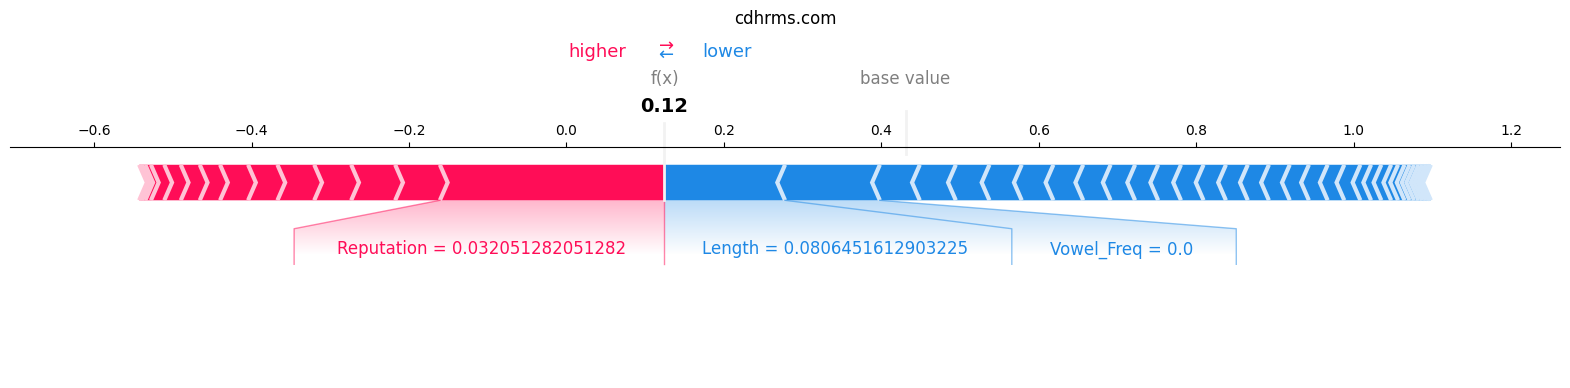 cdhrms.com
higher → ← lower
f(x) base value
0.12
−0.6 −0.4 −0.2 0.0 0.2 0.4 0.6 0.8 1.0 1.2
Reputation = 0.032051282051282 Length = 0.0806451612903225 Vowel_Freq = 0.0